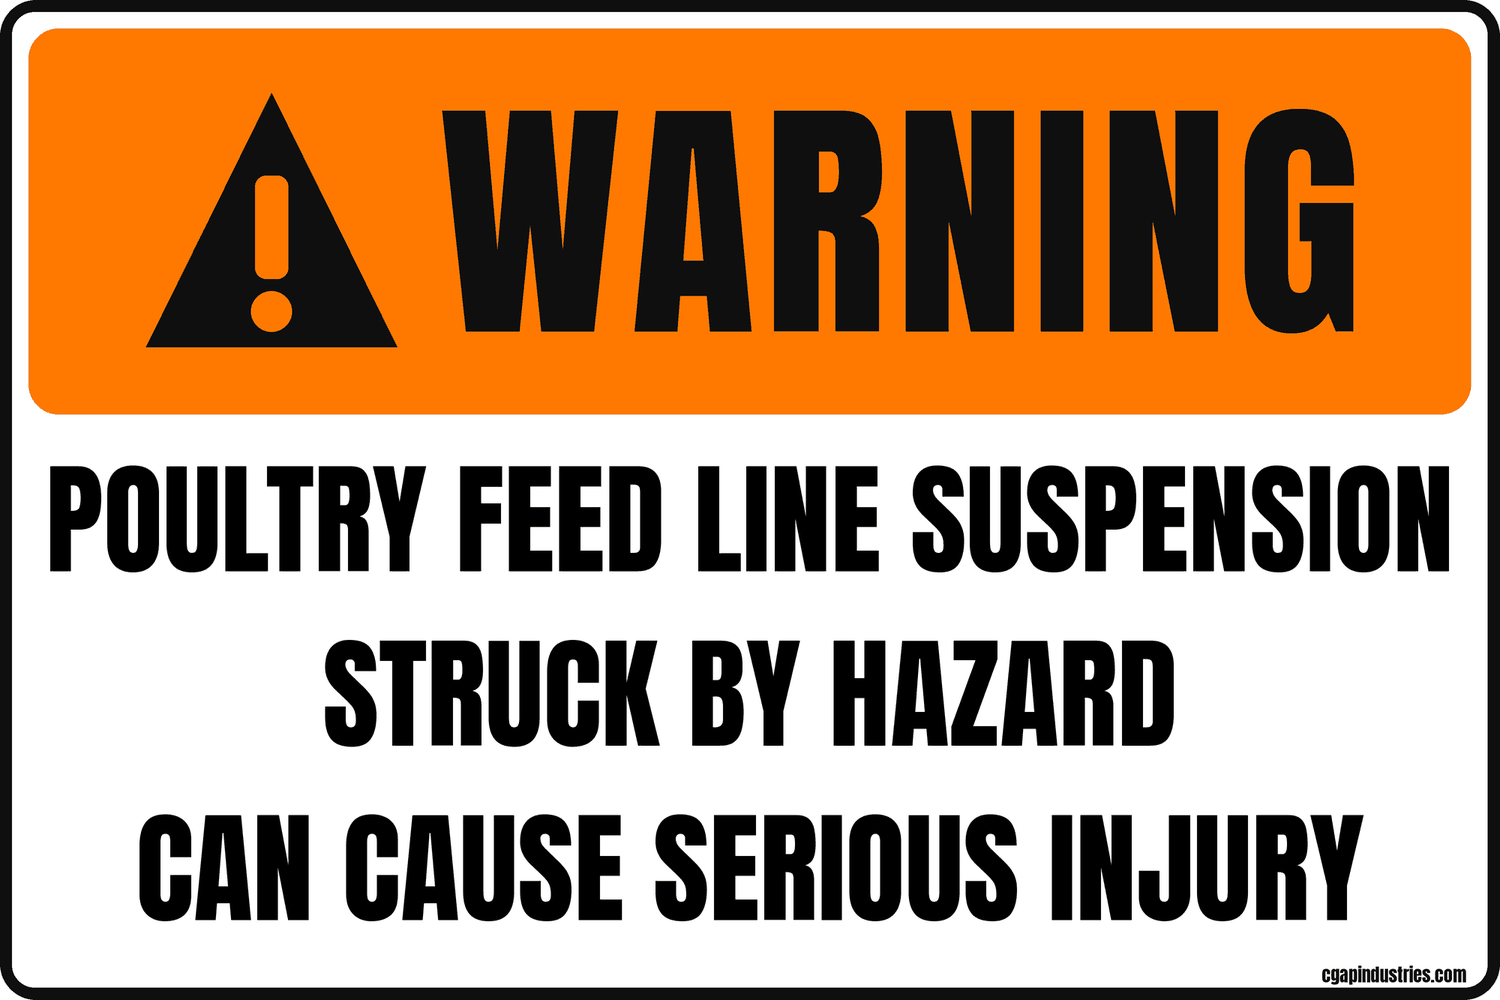 WARNING
POULTRY FEED LINE SUSPENSION
STRUCK BY HAZARD
CAN CAUSE SERIOUS INJURY
cgapindustries.com